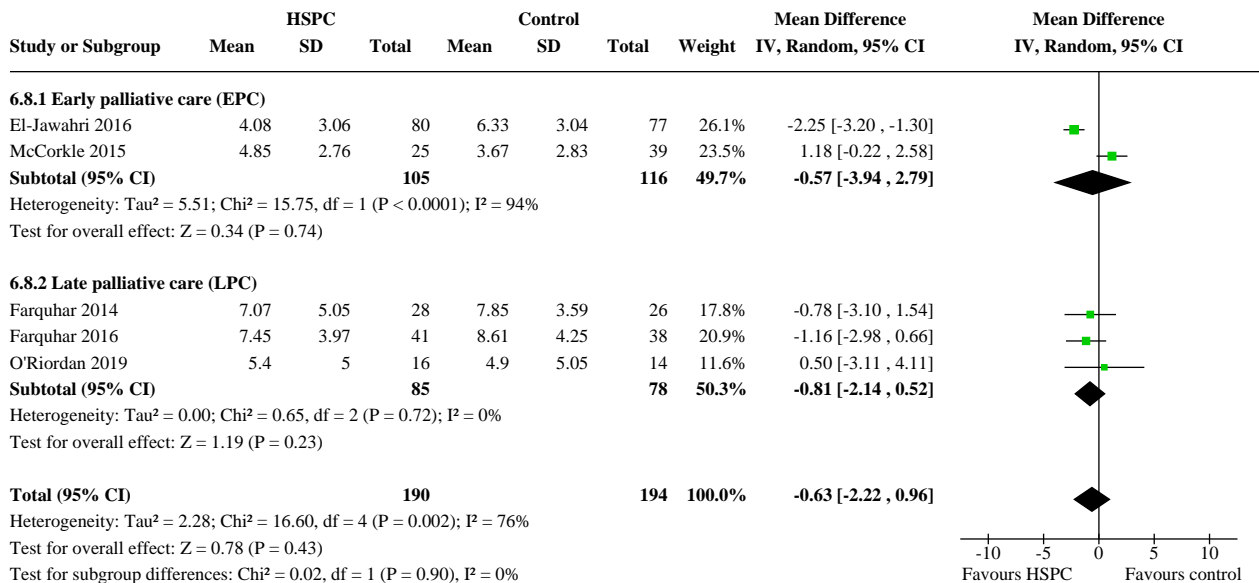 HSPC Control Mean Difference Mean Difference
Study or Subgroup Mean SD Total Mean SD Total Weight IV, Random, 95% CI IV, Random, 95% CI
6.8.1 Early palliative care (EPC)
El-Jawahri 2016 4.08 3.06 80 6.33 3.04 77 26.1% -2.25 [-3.20 , -1.30]
McCorkle 2015 4.85 2.76 25 3.67 2.83 39 23.5% 1.18 [-0.22 , 2.58]
Subtotal (95% CI) 105 116 49.7% -0.57 [-3.94 , 2.79]
Heterogeneity: Tau² = 5.51; Chi² = 15.75, df = 1 (P < 0.0001); I² = 94%
Test for overall effect: Z = 0.34 (P = 0.74)
6.8.2 Late palliative care (LPC)
Farquhar 2014 7.07 5.05 28 7.85 3.59 26 17.8% -0.78 [-3.10 , 1.54]
Farquhar 2016 7.45 3.97 41 8.61 4.25 38 20.9% -1.16 [-2.98 , 0.66]
O'Riordan 2019 5.4 5 16 4.9 5.05 14 11.6% 0.50 [-3.11 , 4.11]
Subtotal (95% CI) 85 78 50.3% -0.81 [-2.14 , 0.52]
Heterogeneity: Tau² = 0.00; Chi² = 0.65, df = 2 (P = 0.72); I² = 0%
Test for overall effect: Z = 1.19 (P = 0.23)
Total (95% CI) 190 194 100.0% -0.63 [-2.22 , 0.96]
Heterogeneity: Tau² = 2.28; Chi² = 16.60, df = 4 (P = 0.002); I² = 76%
Test for overall effect: Z = 0.78 (P = 0.43)
-10 -5 0 5 10
Test for subgroup differences: Chi² = 0.02, df = 1 (P = 0.90), I² = 0%
Favours HSPC Favours control